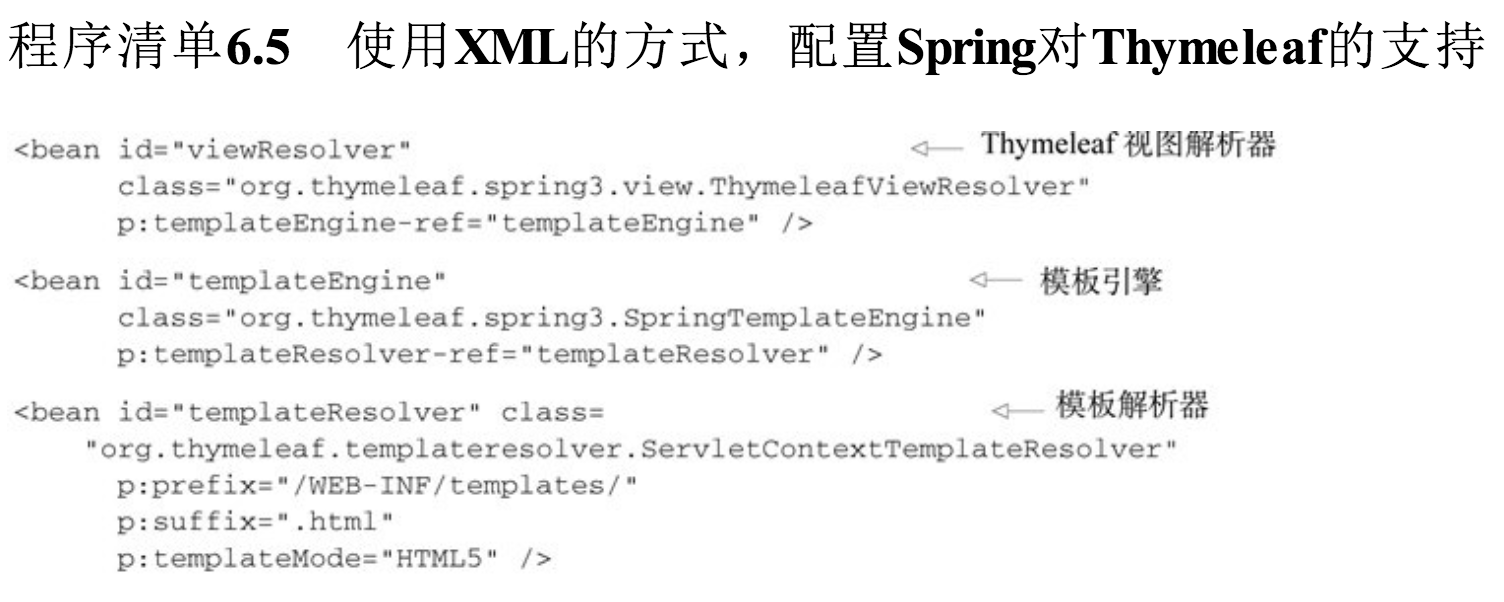 程序清单6.5 使用XML的方式，配置Spring对Thymeleaf的支持
<bean id="viewResolver" Thymeleaf 视图解析器
class="org.thymeleaf.spring3.view.ThymeleafViewResolver"
p:templateEngine-ref="templateEngine" />
<bean id="templateEngine" 模板引擎
class="org.thymeleaf.spring3.SpringTemplateEngine"
p:templateResolver-ref="templateResolver" />
<bean id="templateResolver" class= 模板解析器
"org.thymeleaf.templateresolver.ServletContextTemplateResolver"
p:prefix="/WEB-INF/templates/"
p:suffix=".html"
p:templateMode="HTML5" />